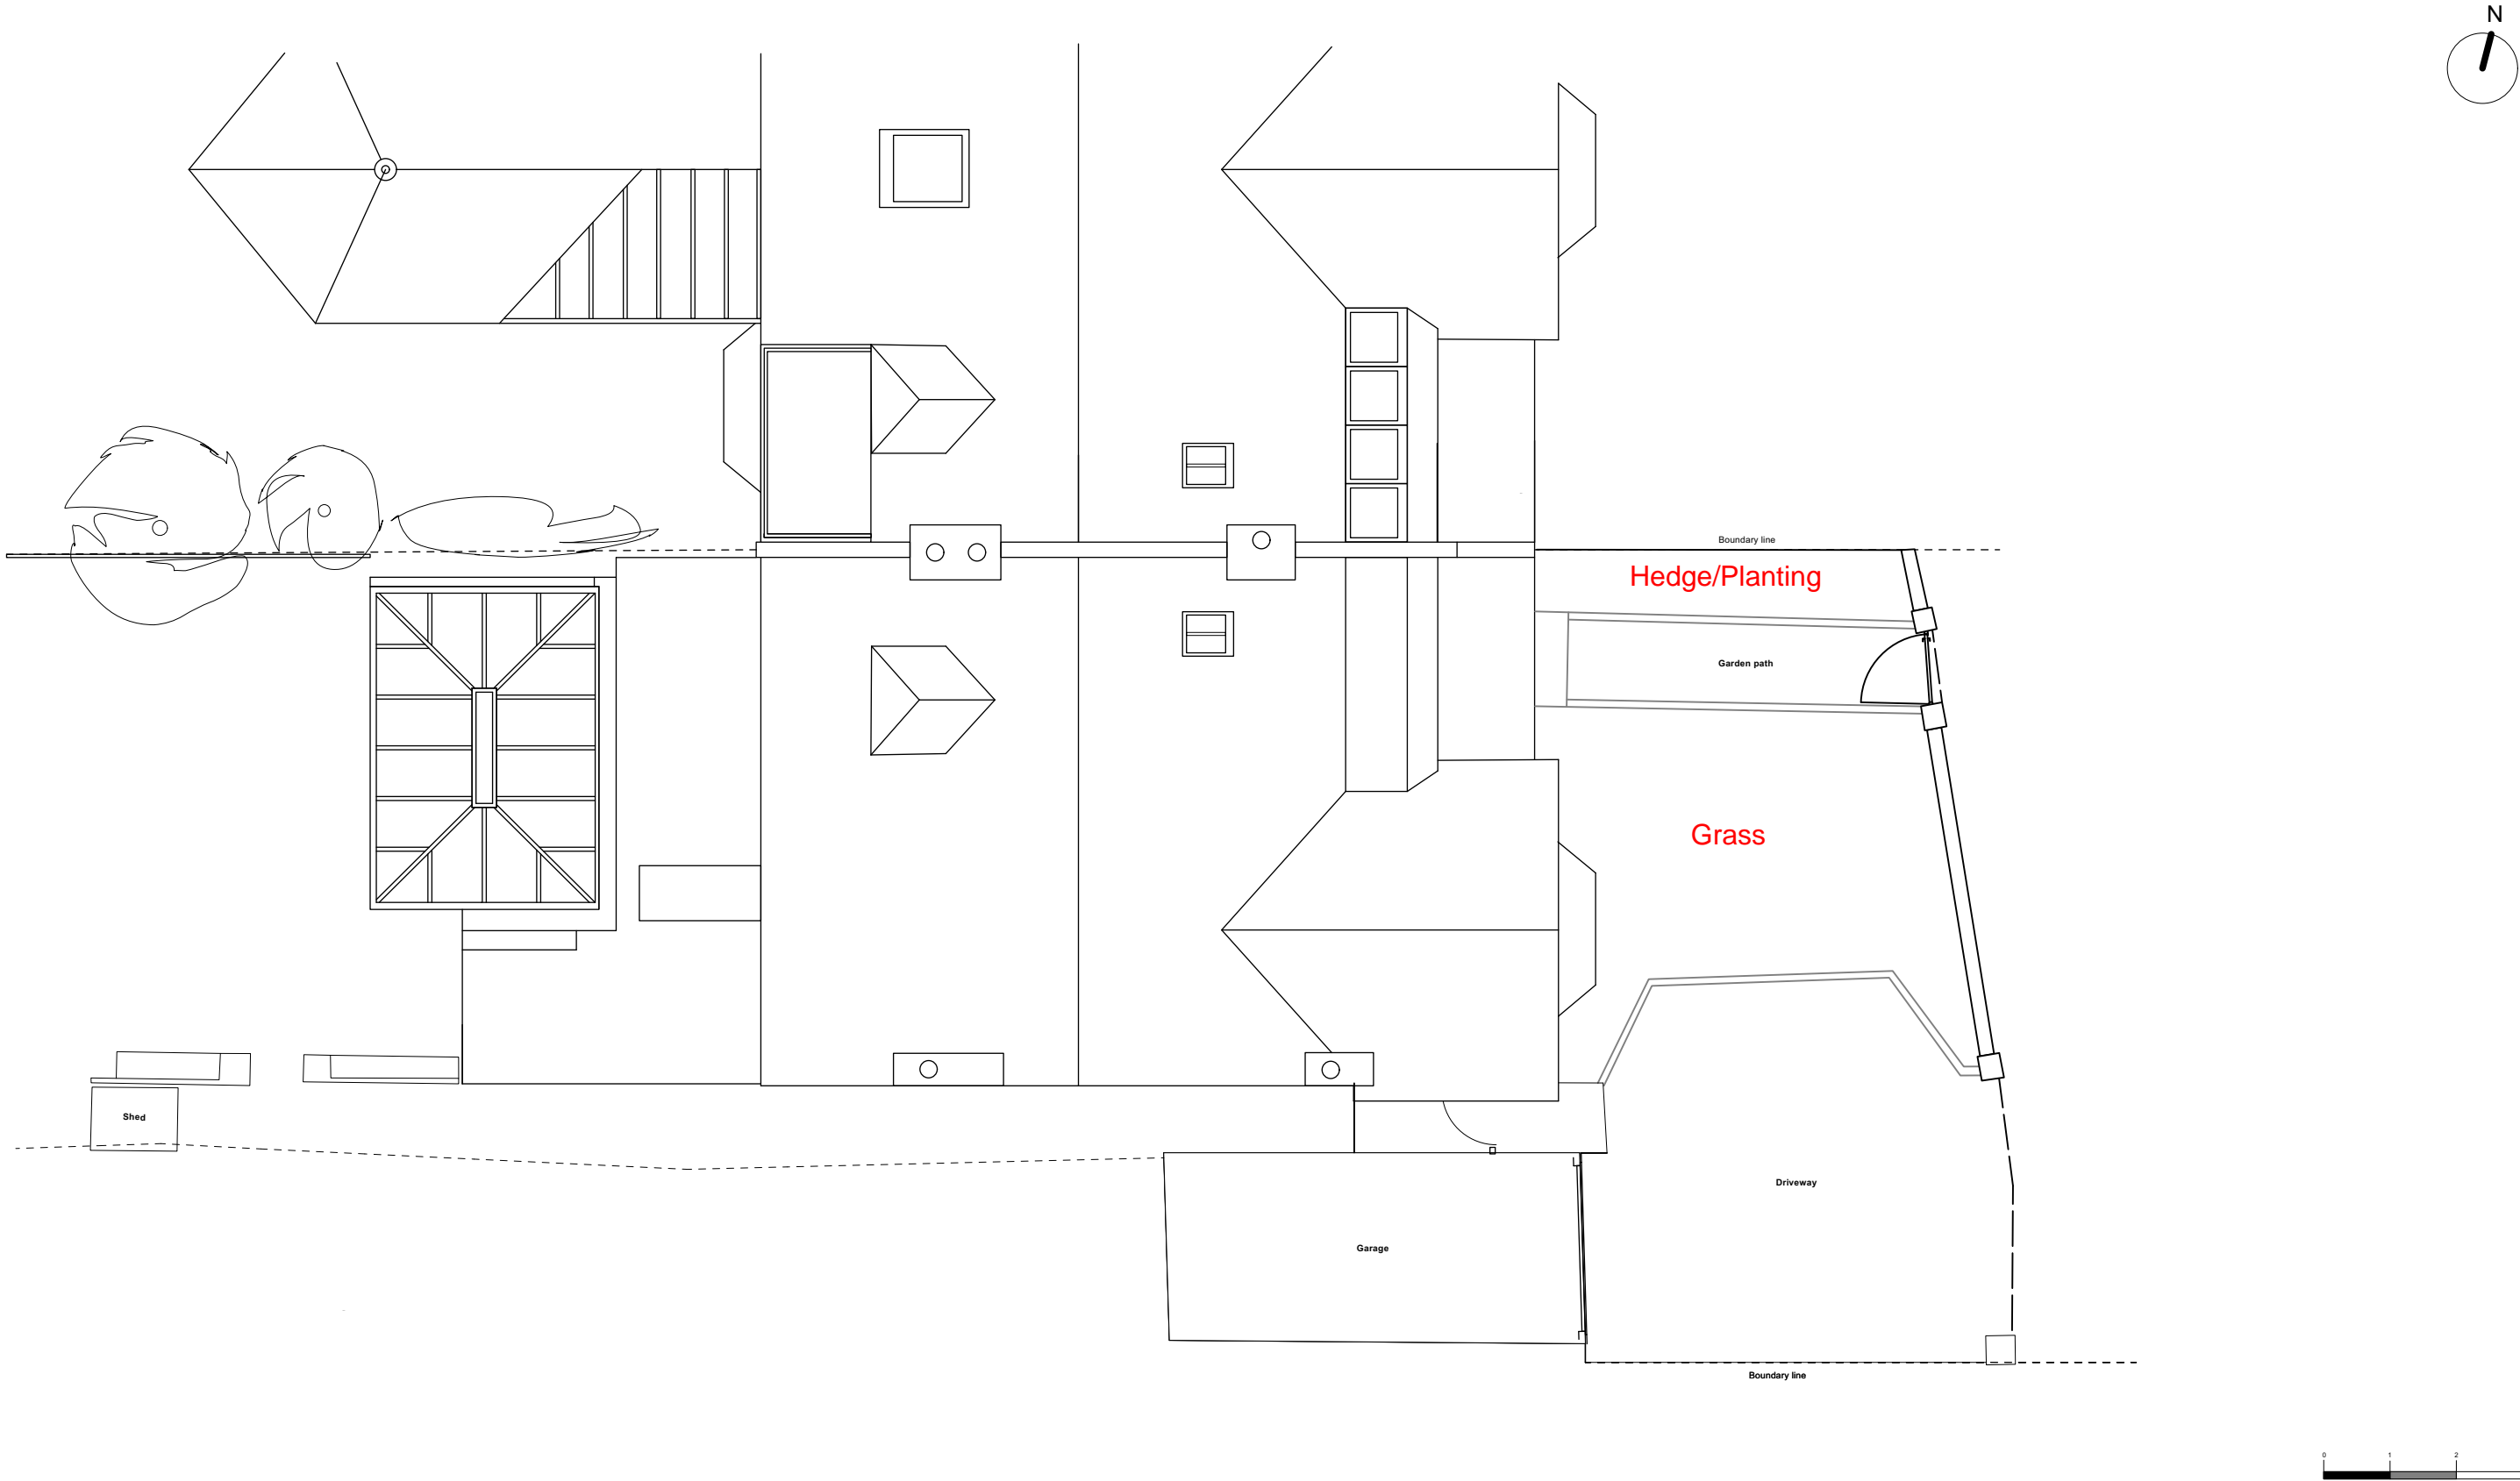 N
Boundary line
Hedge/Planting
Garden path
Grass
Shed
Driveway
Garage
Boundary line
0 1 2